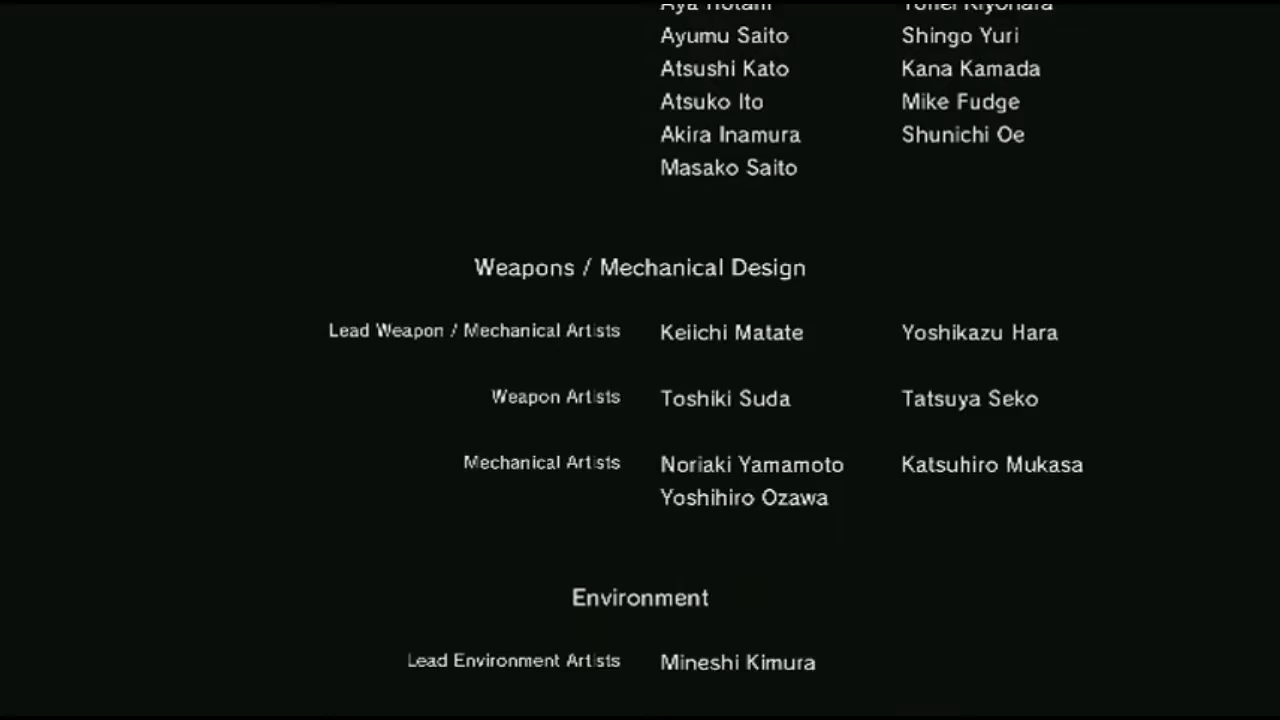 Ayumu Saito Shingo Yuri
Atsushi Kato Kana Kamada
Atsuko Ito Mike Fudge
Akira Inamura Shunichi Oe
Masako Saito
Weapons / Mechanical Design
Lead Weapon / Mechanical Artists Keiichi Matate Yoshikazu Hara
Weapon Artists Toshiki Suda Tatsuya Seko
Mechanical Artists Noriaki Yamamoto Katsuhiro Mukasa
Yoshihiro Ozawa
Environment
Lead Environment Artists Mineshi Kimura